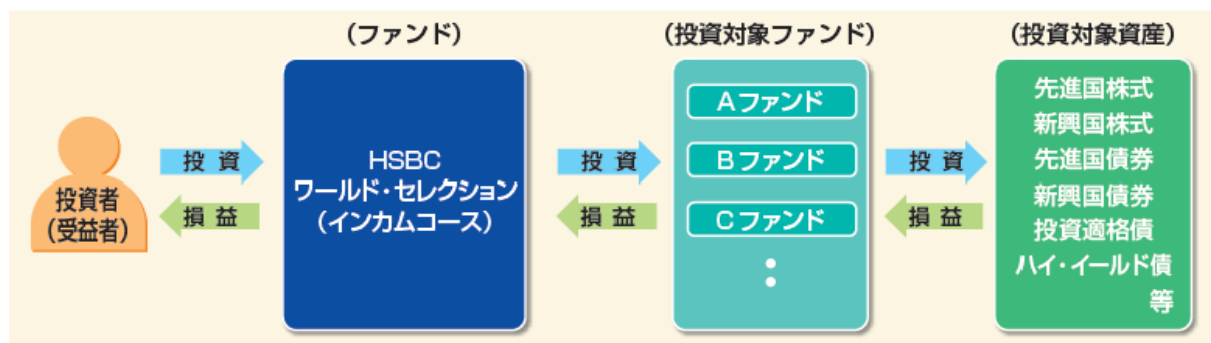 (ファンド)
(投資対象ファンド)
(投資対象資産)
投資者
(受益者)
投 資
損 益
HSBC
ワールド・セレクション
(インカムコース)
投 資
損 益
Aファンド
Bファンド
Cファンド
:
投 資
損 益
先進国株式
新興国株式
先進国債券
新興国債券
投資適格債
ハイ・イールド債
等